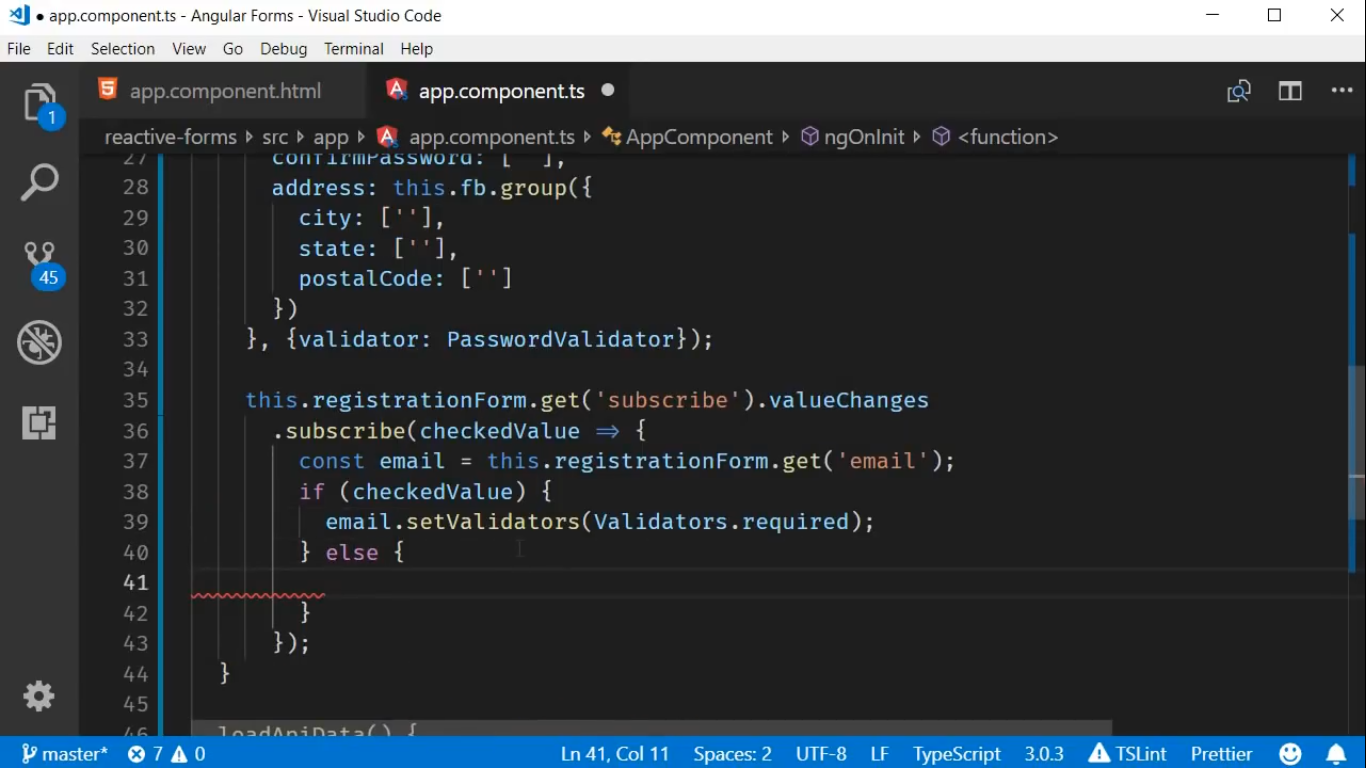 ● app.component.ts - Angular Forms - Visual Studio Code
File Edit Selection View Go Debug Terminal Help
app.component.html app.component.ts ●
reactive-forms src app app.component.ts AppComponent ngOnInit <function>
1
45
27 confirmPassword: [''],
28 address: this.fb.group({
29 city: [''],
30 state: [''],
31 postalCode: ['']
32 })
33 }, {validator: PasswordValidator});
34
35 this.registrationForm.get('subscribe').valueChanges
36 .subscribe(checkedValue => {
37 const email = this.registrationForm.get('email');
38 if (checkedValue) {
39 email.setValidators(Validators.required);
40 } else {
41
42 }
43 });
44 }
45
46 loadApiData() {
master* 7 0 Ln 41, Col 11 Spaces: 2 UTF-8 LF TypeScript 3.0.3 TSLint Prettier